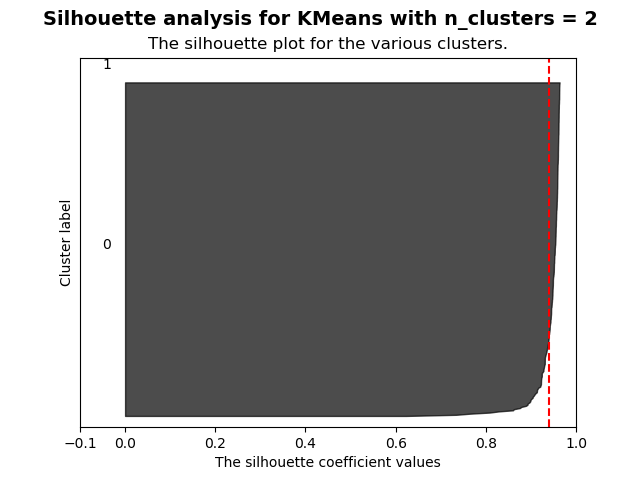 Silhouette analysis for KMeans with n_clusters = 2
The silhouette plot for the various clusters.
1
0
Cluster label
−0.1 0.0 0.2 0.4 0.6 0.8 1.0
The silhouette coefficient values